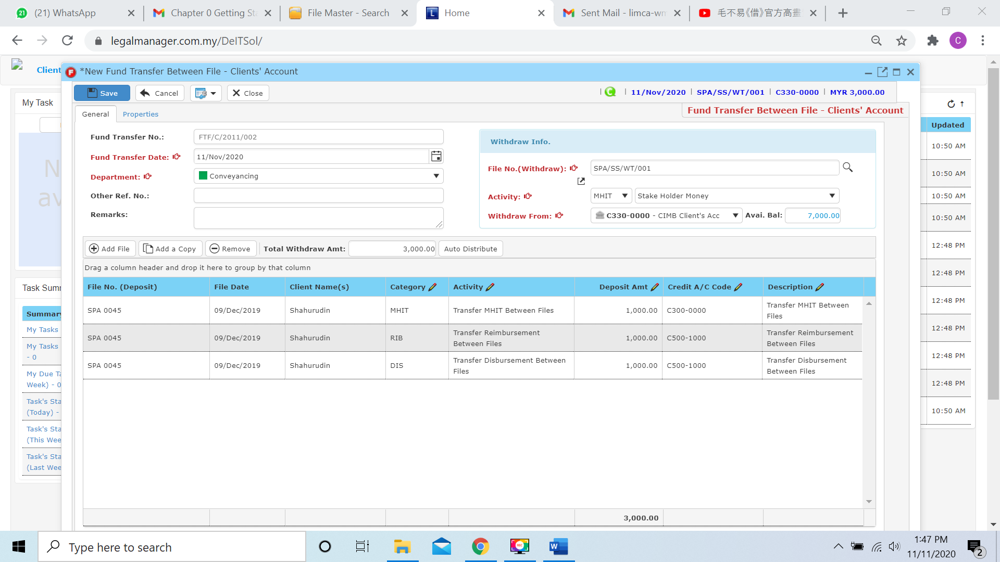 (21) WhatsApp
Chapter 0 Getting Sta
File Master - Search
Home
Sent Mail - limca-wm
毛不易《借》官方高畫
legalmanager.com.my/DeITSol/
C
Client
*New Fund Transfer Between File - Clients' Account
Save
Cancel
Close
11/Nov/2020 | SPA/SS/WT/001 | C330-0000 | MYR 3,000.00
General
Properties
Fund Transfer Between File - Clients' Account
My Task
Fund Transfer No.:
FTF/C/2011/002
Fund Transfer Date:
11/Nov/2020
Department:
Conveyancing
Other Ref. No.:
Remarks:
Withdraw Info.
File No.(Withdraw):
SPA/SS/WT/001
Activity:
MHIT
Stake Holder Money
Withdraw From:
C330-0000 - CIMB Client's Acc
Avai. Bal:
7,000.00
Add File
Add a Copy
Remove
Total Withdraw Amt:
3,000.00
Auto Distribute
Drag a column header and drop it here to group by that column
File No. (Deposit) File Date Client Name(s) Category Activity Deposit Amt Credit A/C Code Description
SPA 0045 09/Dec/2019 Shahurudin MHIT Transfer MHIT Between Files 1,000.00 C300-0000 Transfer MHIT Between
Files
SPA 0045 09/Dec/2019 Shahurudin RIB Transfer Reimbursement
Between Files
1,000.00 C500-1000 Transfer Reimbursement
Between Files
SPA 0045 09/Dec/2019 Shahurudin DIS Transfer Disbursement Between
Files
1,000.00 C500-1000 Transfer Disbursement
Between Files
3,000.00
Task Summ
Summary
My Tasks
My Tasks
- 0
My Due Ta
Week) - 0
Task's Sta
(Today) -
Task's Sta
(This Wee
Task's Sta
(Last Wee
Updated
10:50 AM
10:50 AM
10:50 AM
10:50 AM
12:48 PM
12:48 PM
12:48 PM
12:48 PM
12:48 PM
12:48 PM
10:50 AM
Type here to search
1:47 PM
11/11/2020
2